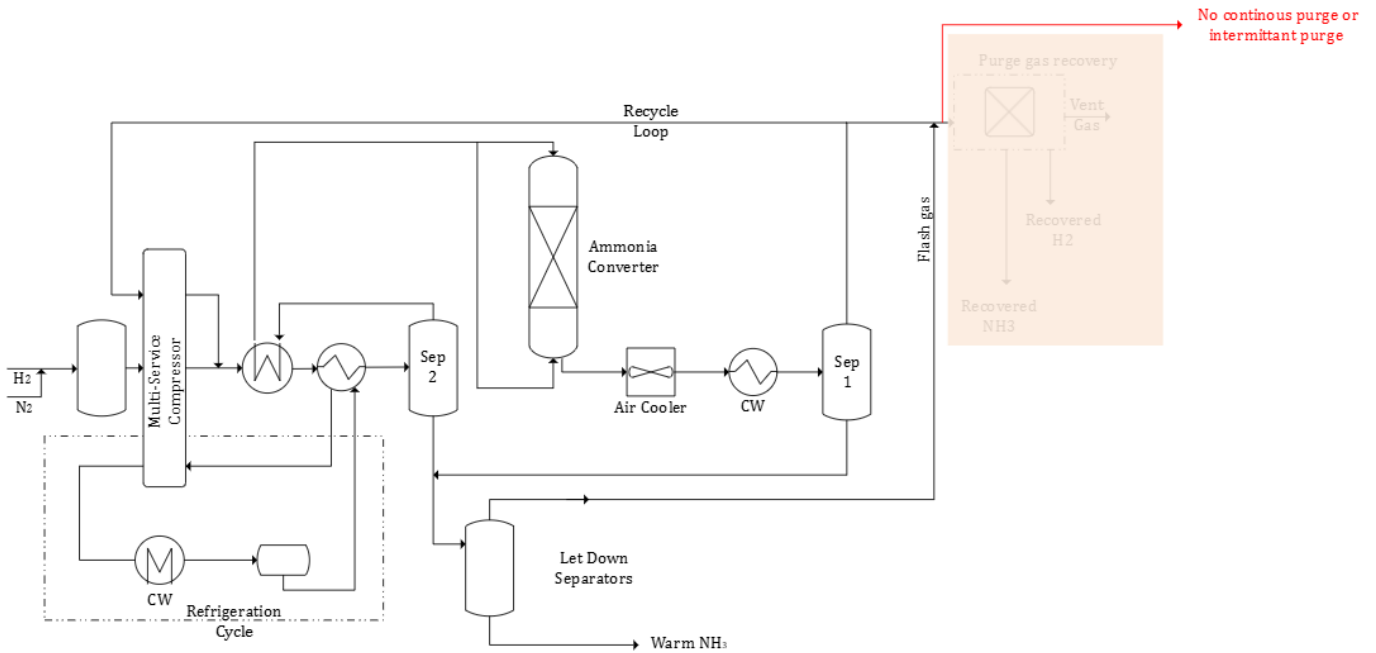 No continous purge or
intermittant purge
Purge gas recovery
Vent
Gas
Recovered
H2
Recovered
NH3
Recycle
Loop
Flash gas
Ammonia
Converter
Multi-Service
Compressor
H2
N2
Sep
2
Sep
1
Air Cooler
CW
Let Down
Separators
CW
Refrigeration
Cycle
Warm NH3